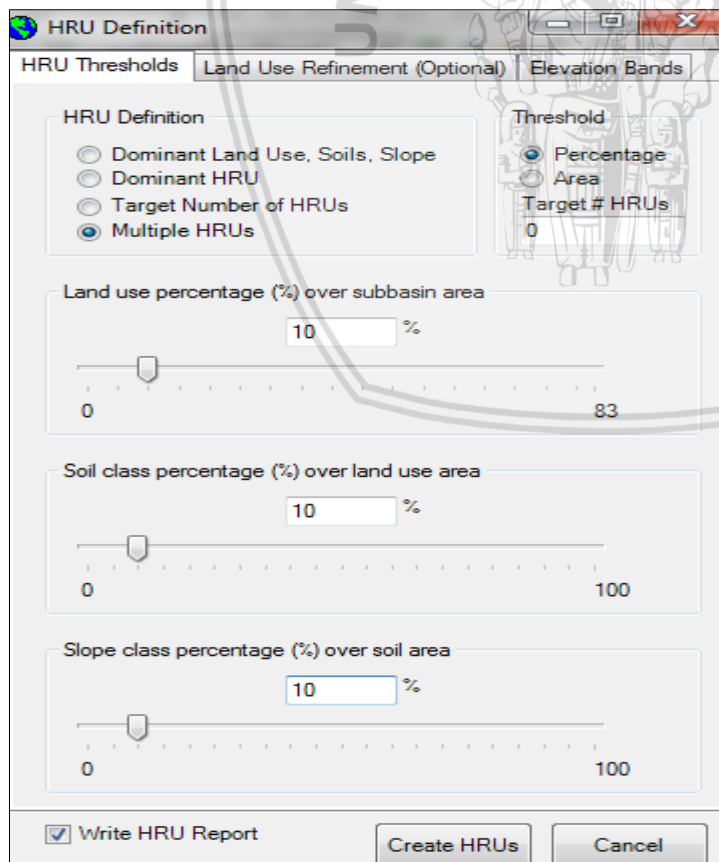 HRU Definition
HRU Thresholds Land Use Refinement (Optional) Elevation Bands
HRU Definition
Dominant Land Use, Soils, Slope
Dominant HRU
Target Number of HRUs
Multiple HRUs
Threshold
Percentage
Area
Target # HRUs
0
Land use percentage (%) over subbasin area
10 %
0 83
Soil class percentage (%) over land use area
10 %
0 100
Slope class percentage (%) over soil area
10 %
0 100
Write HRU Report
Create HRUs Cancel